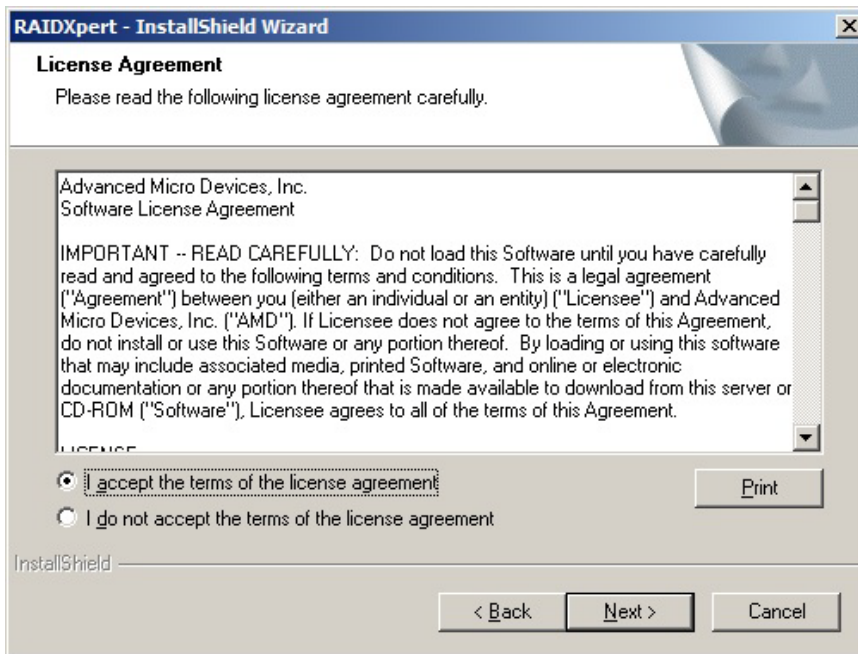 RAIDXpert - InstallShield Wizard
License Agreement
Please read the following license agreement carefully.
Advanced Micro Devices, Inc.
Software License Agreement
IMPORTANT -- READ CAREFULLY:  Do not load this Software until you have carefully
read and agreed to the following terms and conditions.  This is a legal agreement
("Agreement") between you (either an individual or an entity) ("Licensee") and Advanced
Micro Devices, Inc. ("AMD"). If Licensee does not agree to the terms of this Agreement,
do not install or use this Software or any portion thereof.  By loading or using this software
that may include associated media, printed Software, and online or electronic
documentation or any portion thereof that is made available to download from this server or
CD-ROM ("Software"), Licensee agrees to all of the terms of this Agreement.
LICENSE
I accept the terms of the license agreement
Print
I do not accept the terms of the license agreement
InstallShield
< Back
Next >
Cancel